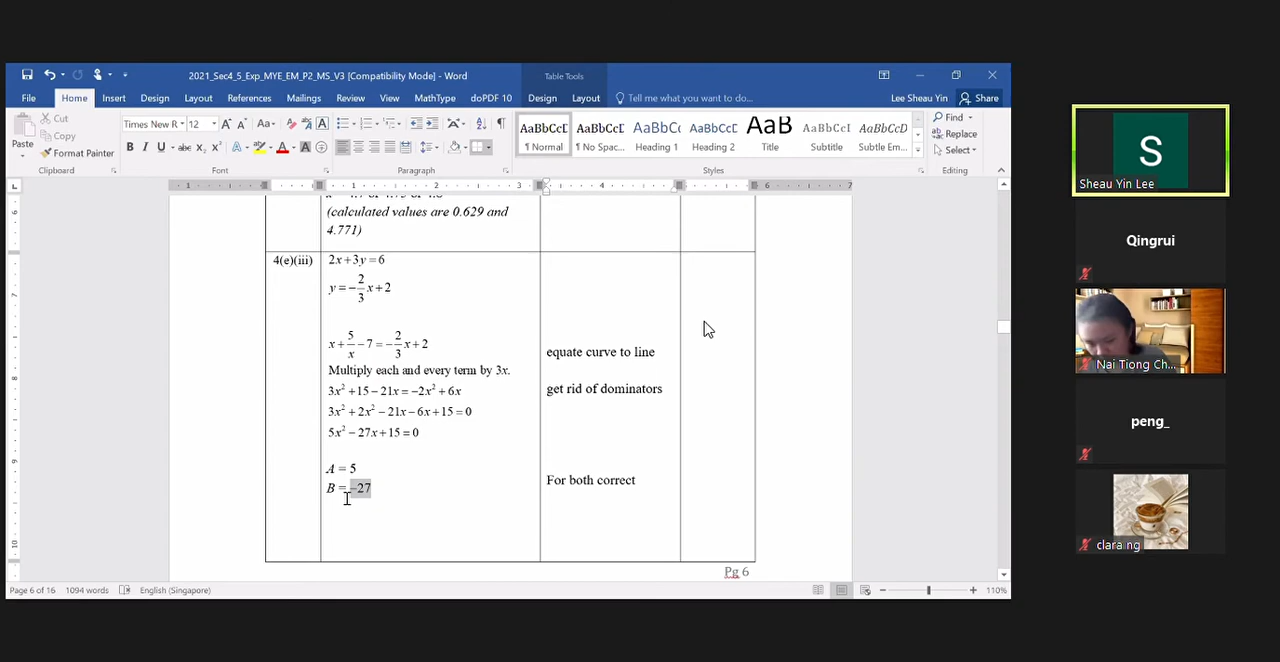 2021_Sec4_5_Exp_MYE_EM_P2_MS_V3 [Compatibility Mode] - Word
Table Tools
File Home Insert Design Layout References Mailings Review View MathType doPDF 10 Design Layout Tell me what you want to do... Lee Sheau Yin Share
Paste
Cut
Copy
Format Painter
Clipboard
Times New R 12
Font
Paragraph
AaBbCcI AaBbCcI AaBbC AaBbCcI AaB AaBbCcI AaBbCcD
¶ Normal ¶ No Spac... Heading 1 Heading 2 Title Subtitle Subtle Em...
Styles
Find
Replace
Select
Editing
(calculated values are 0.629 and
4.771)
4(e)(iii) 2x+3y=6
y=-2/3x+2
x+5/x-7=-2/3x+2
equate curve to line
Multiply each and every term by 3x.
3x²+15-21x=-2x²+6x
get rid of dominators
3x²+2x²-21x-6x+15=0
5x²-27x+15=0
A = 5
B = -27
For both correct
Pg 6
Page 6 of 16 1094 words English (Singapore) 110%
S
Sheau Yin Lee
Qingrui
Nai Tiong Ch...
peng_
clara ng